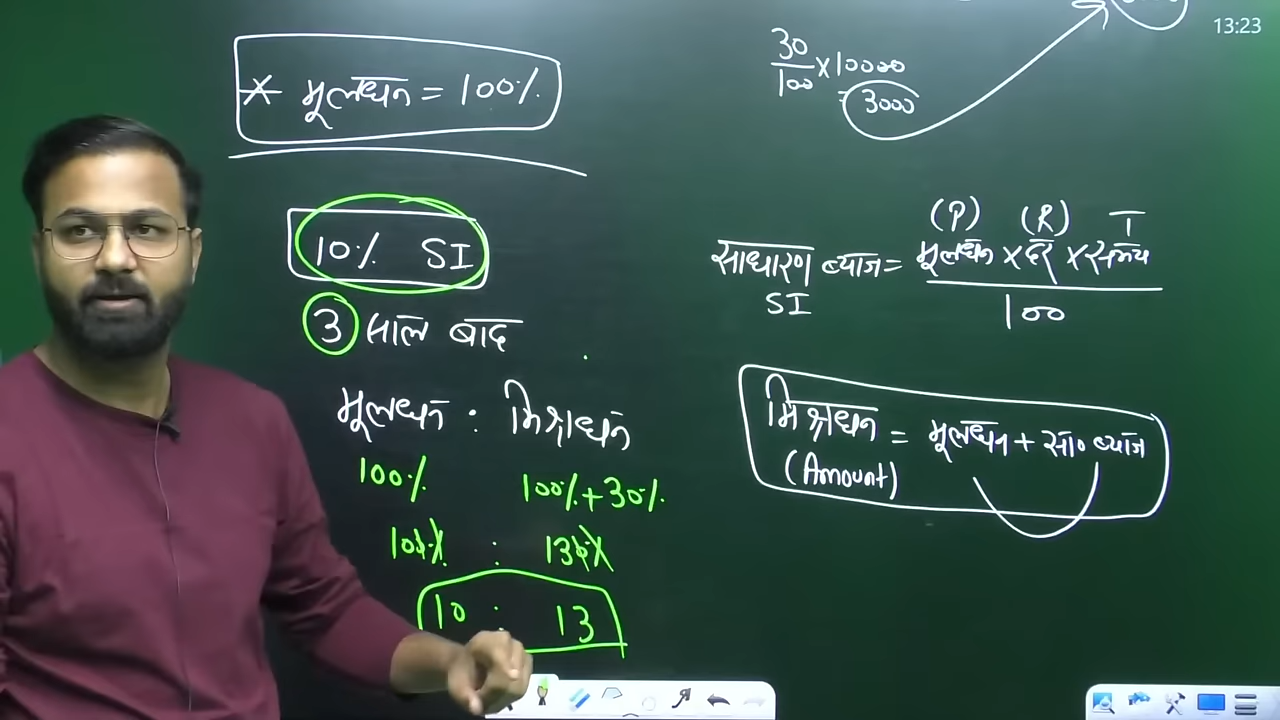 13:23
* मूलधन = 100%
30/100 × 10000
= 3000
10% SI
3 साल बाद
मूलधन : मिश्रधन
100% 100% + 30%
100% : 130%
10 : 13
(P) (R) T
साधारण ब्याज = मूलधन × दर × समय
SI 100
मिश्रधन = मूलधन + सा० ब्याज
(Amount)